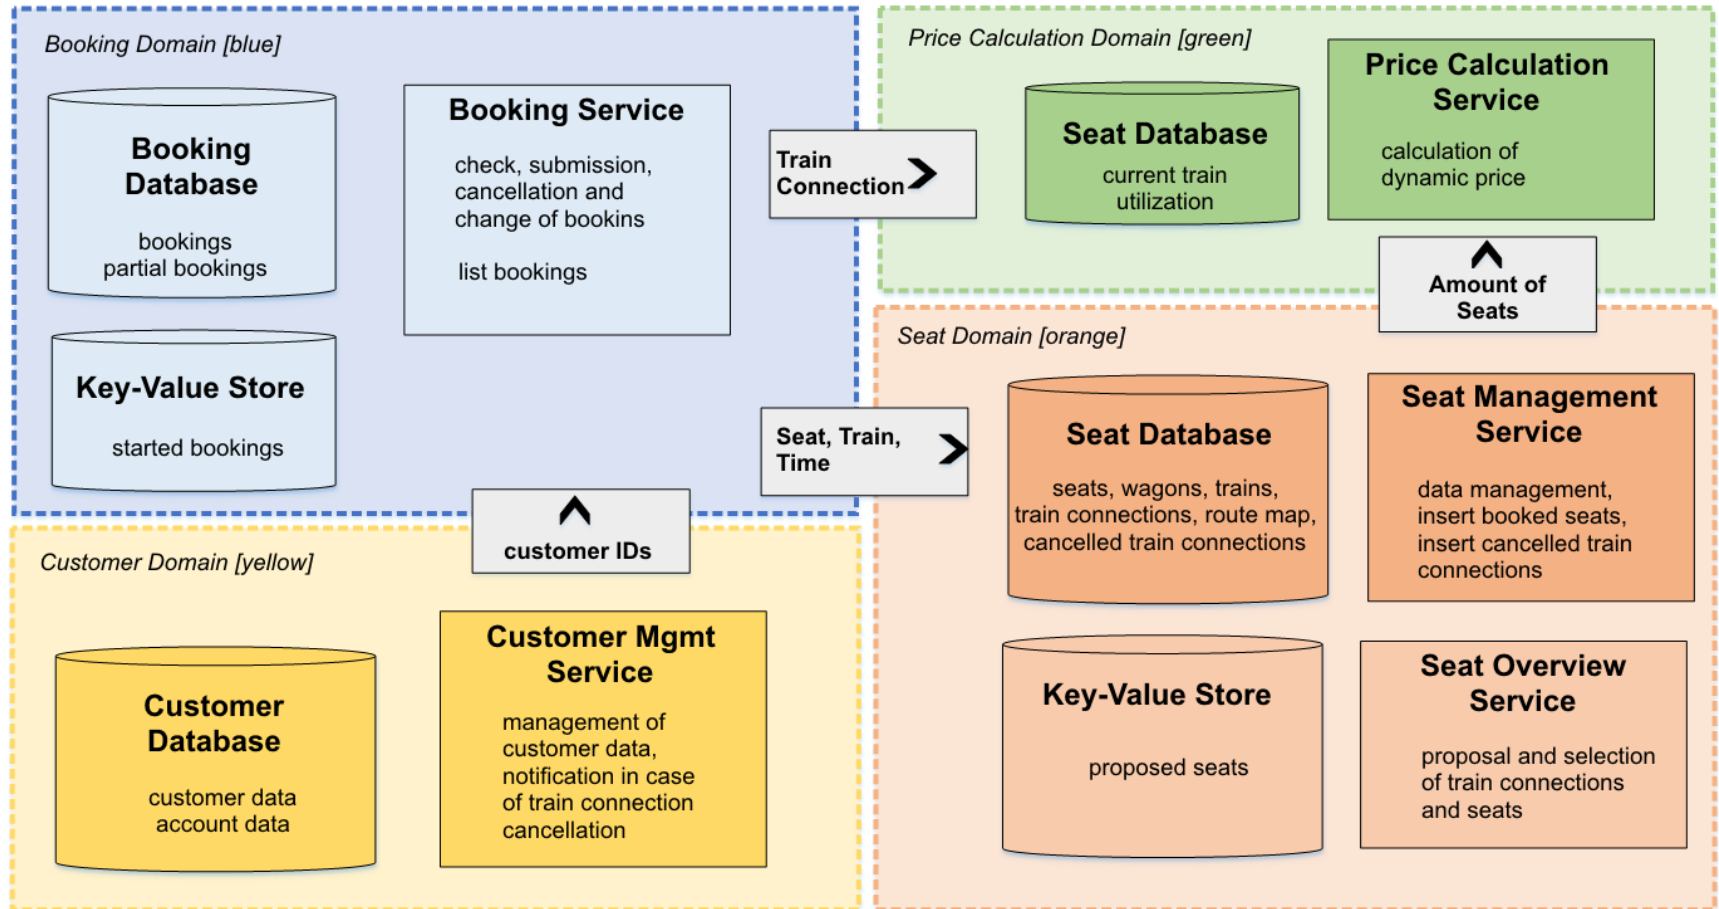 Booking Domain [blue]
Booking
Database
bookings
partial bookings
Booking Service
check, submission,
cancellation and
change of bookins
list bookings
Key-Value Store
started bookings
Train
Connection
Price Calculation Domain [green]
Seat Database
current train
utilization
Price Calculation
Service
calculation of
dynamic price
Amount of
Seats
Seat, Train,
Time
customer IDs
Customer Domain [yellow]
Customer
Database
customer data
account data
Customer Mgmt
Service
management of
customer data,
notification in case
of train connection
cancellation
Seat Domain [orange]
Seat Database
seats, wagons, trains,
train connections, route map,
cancelled train connections
Seat Management
Service
data management,
insert booked seats,
insert cancelled train
connections
Key-Value Store
proposed seats
Seat Overview
Service
proposal and selection
of train connections
and seats